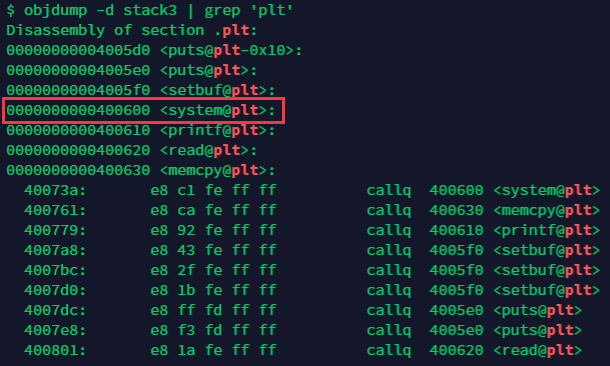 $ objdump -d stack3 | grep 'plt'
Disassembly of section .plt:
00000000004005d0 <puts@plt-0x10>:
00000000004005e0 <puts@plt>:
00000000004005f0 <setbuf@plt>:
0000000000400600 <system@plt>:
0000000000400610 <printf@plt>:
0000000000400620 <read@plt>:
0000000000400630 <memcpy@plt>:
40073a: e8 c1 fe ff ff callq 400600 <system@plt>
400761: e8 ca fe ff ff callq 400630 <memcpy@plt>
400779: e8 92 fe ff ff callq 400610 <printf@plt>
4007a8: e8 43 fe ff ff callq 4005f0 <setbuf@plt>
4007bc: e8 2f fe ff ff callq 4005f0 <setbuf@plt>
4007d0: e8 1b fe ff ff callq 4005f0 <setbuf@plt>
4007dc: e8 ff fd ff ff callq 4005e0 <puts@plt>
4007e8: e8 f3 fd ff ff callq 4005e0 <puts@plt>
400801: e8 1a fe ff ff callq 400620 <read@plt>